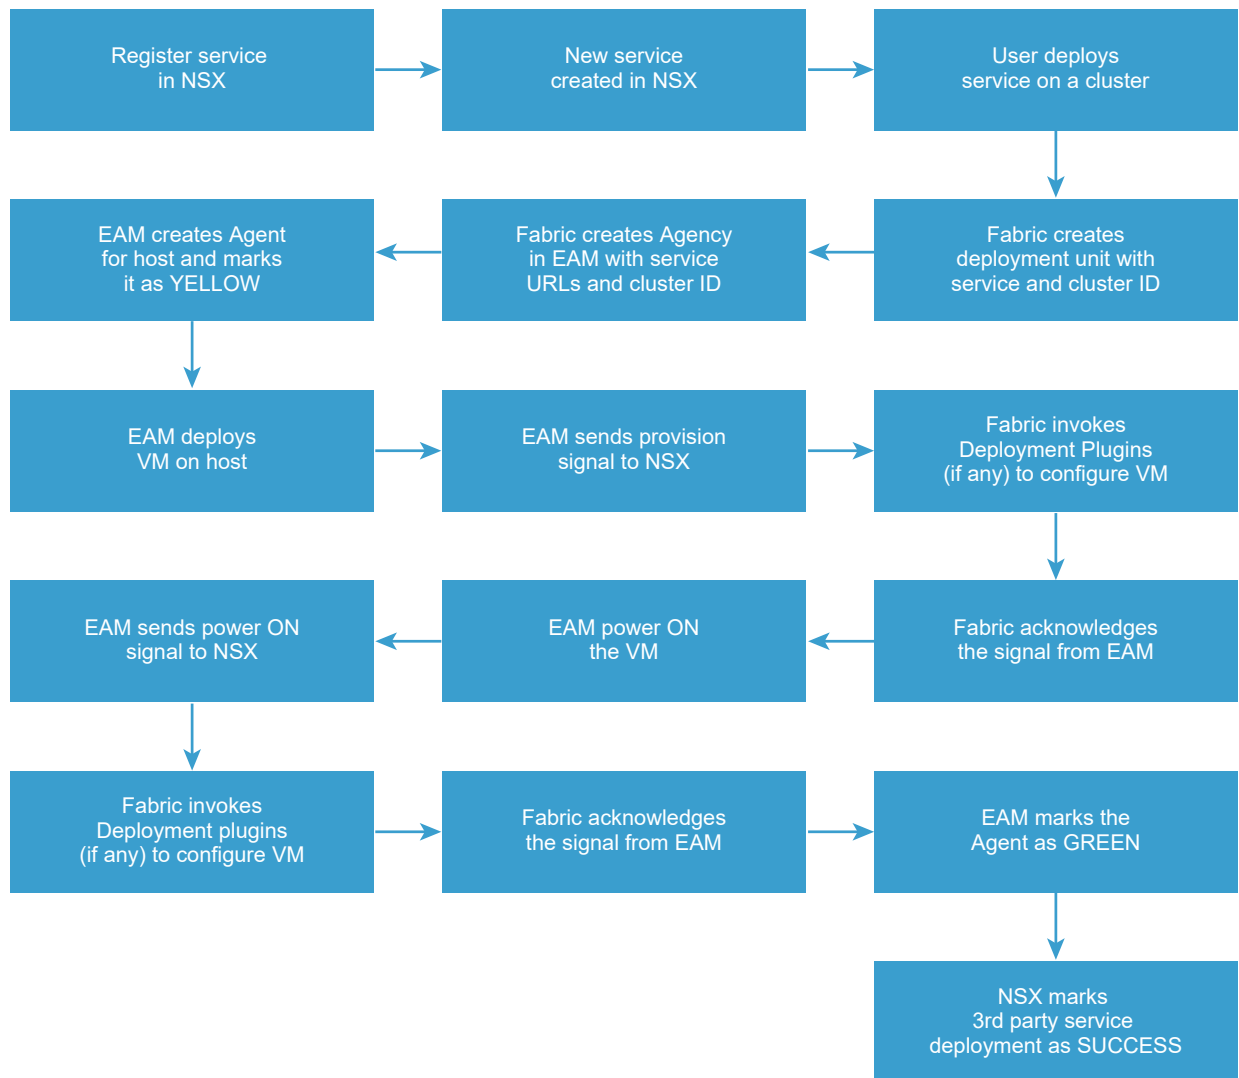 Register service
in NSX
New service
created in NSX
User deploys
service on a cluster
Fabric creates
deployment unit with
service and cluster ID
Fabric creates Agency
in EAM with service
URLs and cluster ID
EAM creates Agent
for host and marks
it as YELLOW
EAM deploys
VM on host
EAM sends provision
signal to NSX
Fabric invokes
Deployment Plugins
(if any) to configure VM
Fabric acknowledges
the signal from EAM
EAM power ON
the VM
EAM sends power ON
signal to NSX
Fabric invokes
Deployment plugins
(if any) to configure VM
Fabric acknowledges
the signal from EAM
EAM marks the
Agent as GREEN
NSX marks
3rd party service
deployment as SUCCESS